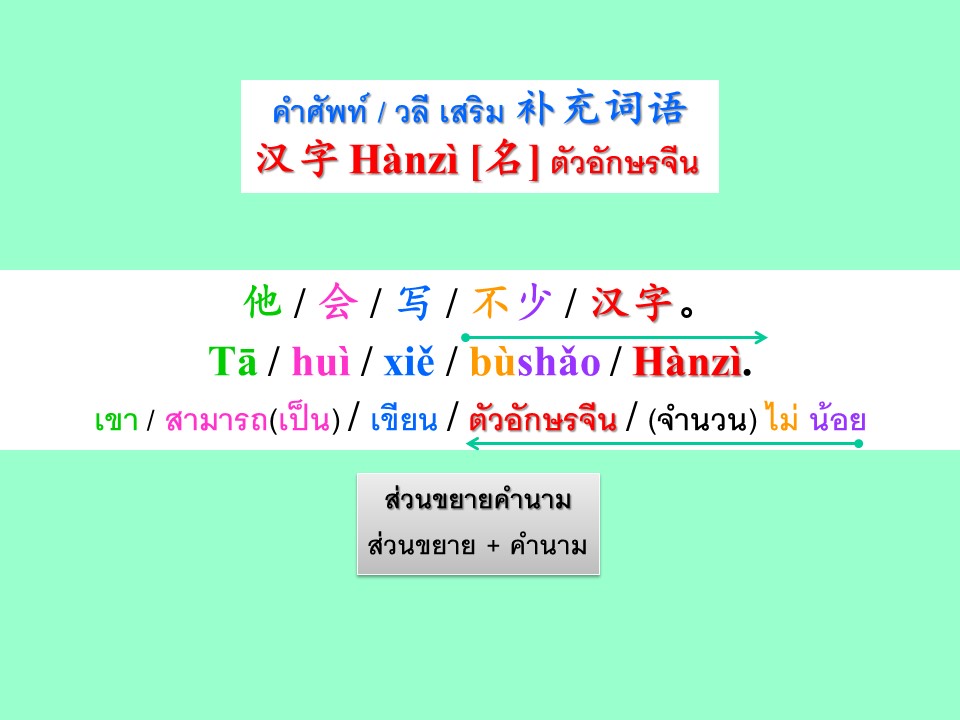 คำศัพท์ / วลี เสริม 补充词语
汉字 Hànzì [名] ตัวอักษรจีน
他 / 会 / 写 / 不少 / 汉字。
Tā / huì / xiě / bùshǎo / Hànzì.
เขา / สามารถ(เป็น) / เขียน / ตัวอักษรจีน / (จำนวน) ไม่ น้อย
ส่วนขยายคำนาม
ส่วนขยาย + คำนาม